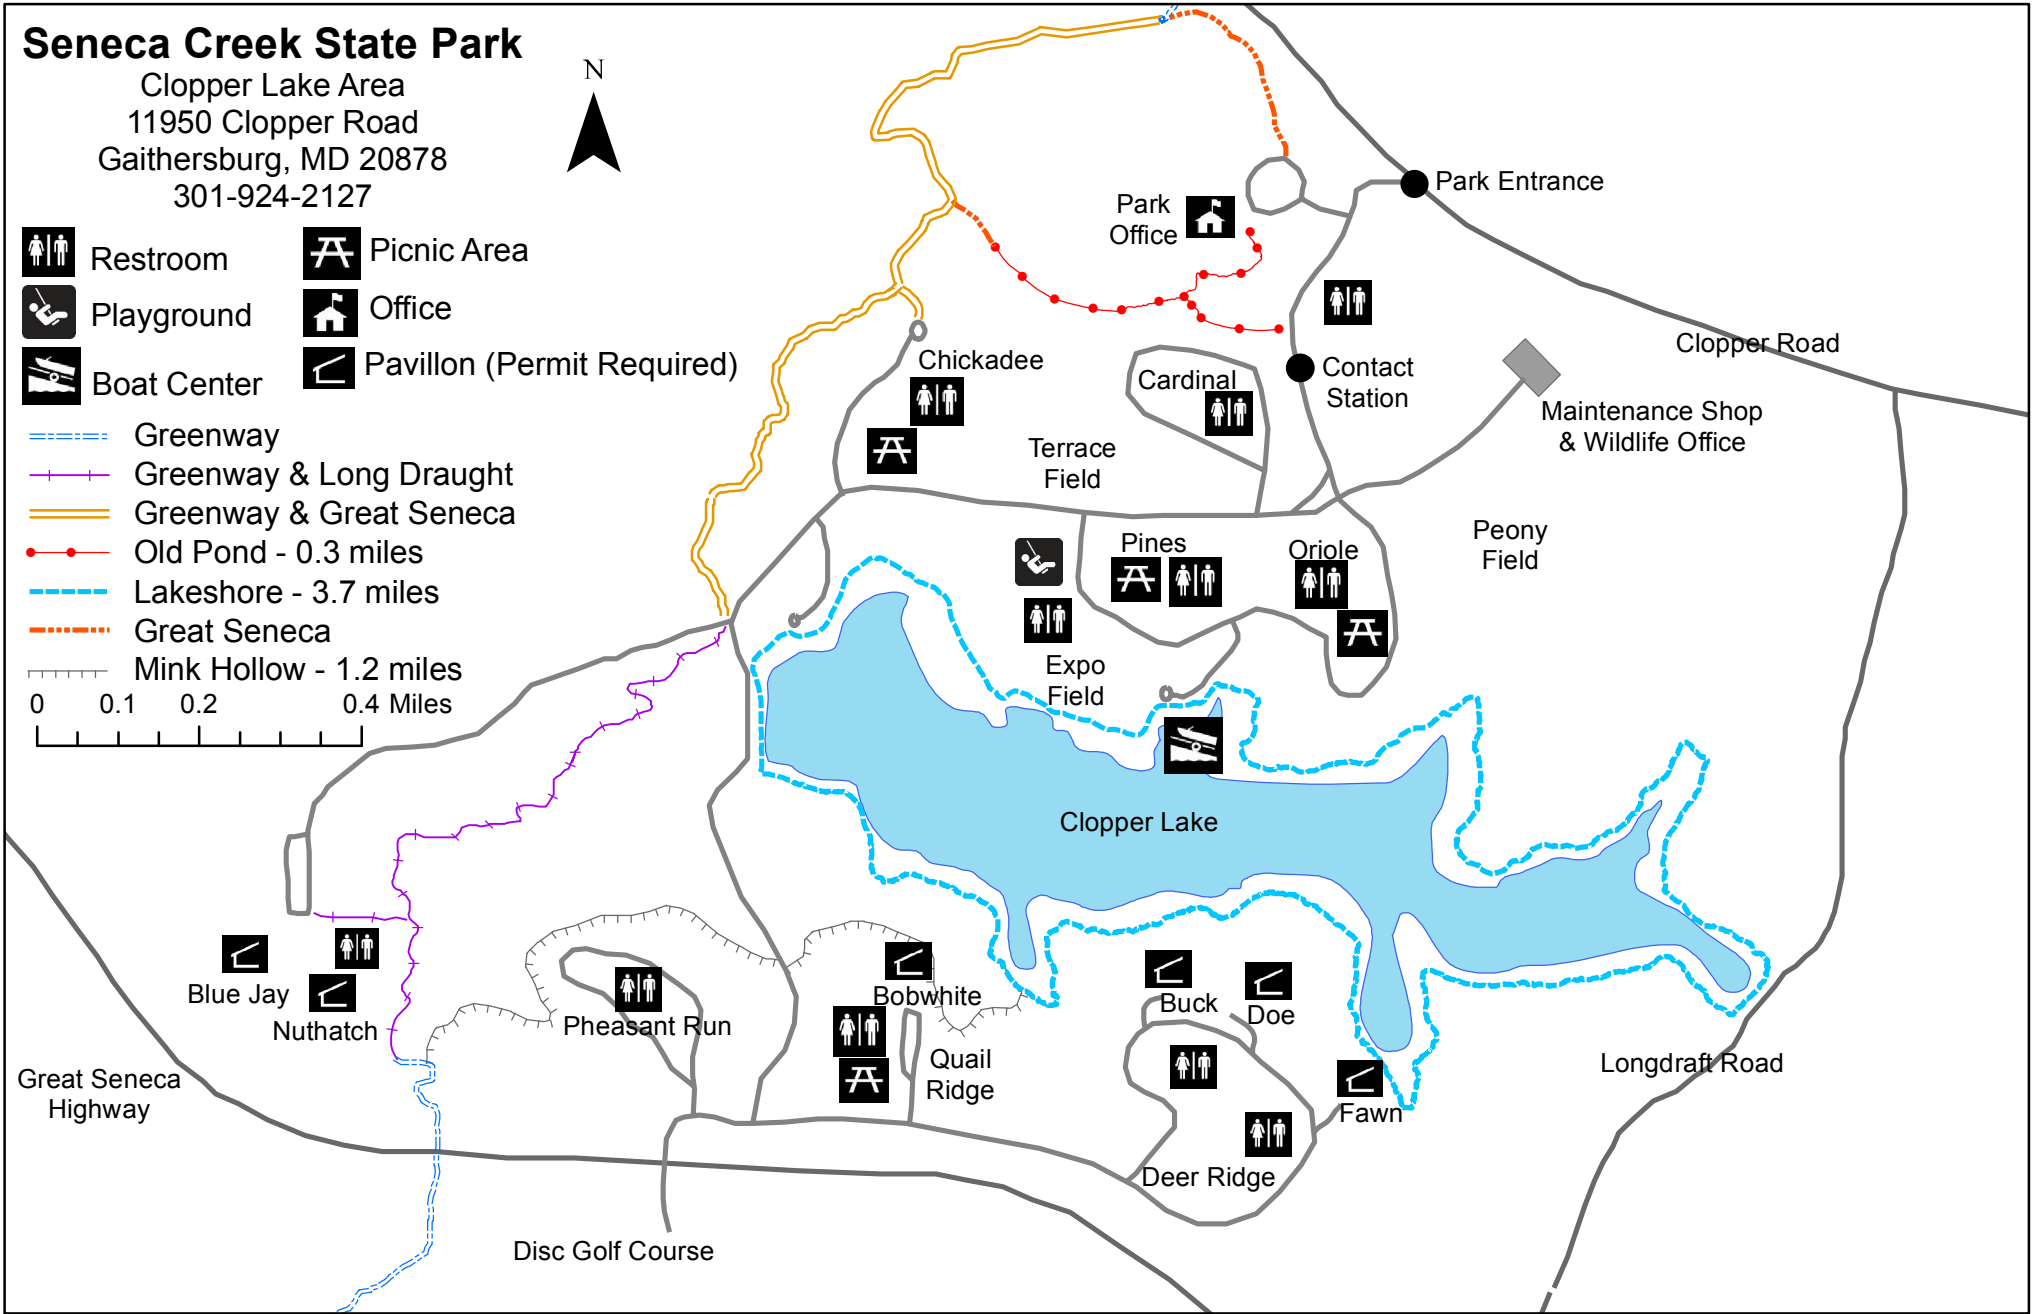 Seneca Creek State Park
Clopper Lake Area
11950 Clopper Road
Gaithersburg, MD 20878
301-924-2127
N
Restroom
Picnic Area
Playground
Office
Boat Center
Pavillon (Permit Required)
Greenway
Greenway & Long Draught
Greenway & Great Seneca
Old Pond - 0.3 miles
Lakeshore - 3.7 miles
Great Seneca
Mink Hollow - 1.2 miles
0 0.1 0.2 0.4 Miles
Park Entrance
Park
Office
Clopper Road
Chickadee
Cardinal
Contact
Station
Maintenance Shop
& Wildlife Office
Terrace
Field
Peony
Field
Pines
Oriole
Expo
Field
Clopper Lake
Blue Jay
Nuthatch
Pheasant Run
Bobwhite
Quail
Ridge
Buck
Doe
Fawn
Deer Ridge
Longdraft Road
Great Seneca
Highway
Disc Golf Course